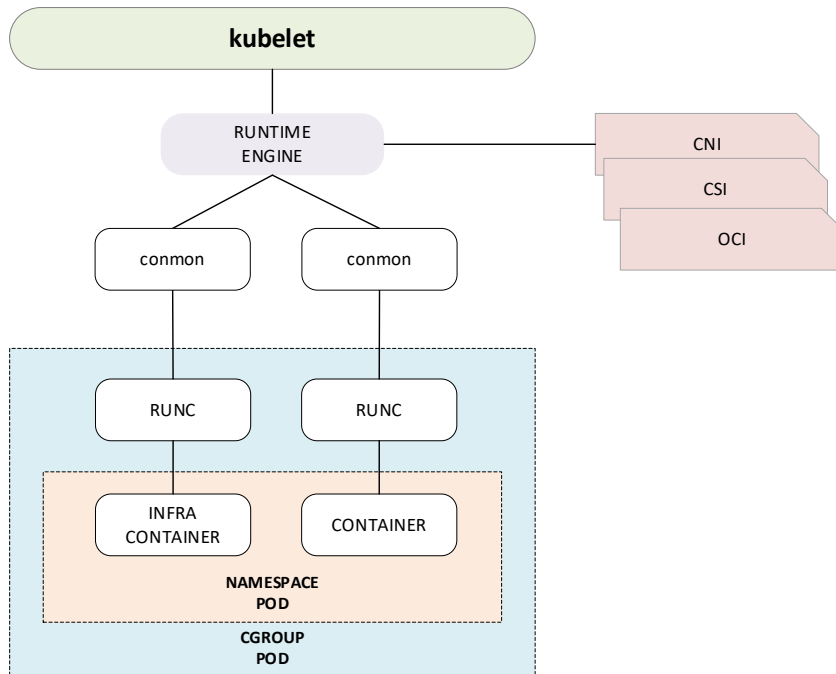 kubelet
RUNTIME
ENGINE
CNI
CSI
OCI
conmon
conmon
RUNC
RUNC
INFRA
CONTAINER
CONTAINER
NAMESPACE
POD
CGROUP
POD